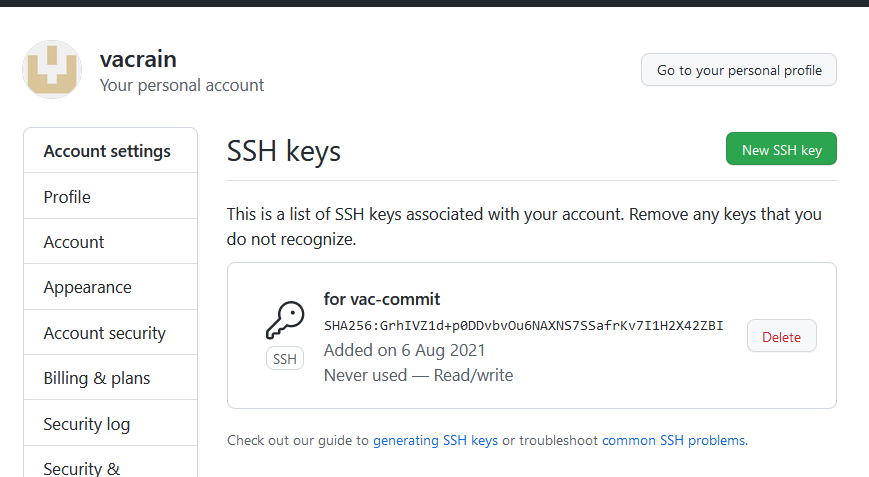 vacrain
Your personal account
Go to your personal profile
Account settings
Profile
Account
Appearance
Account security
Billing & plans
Security log
Security &
SSH keys
New SSH key
This is a list of SSH keys associated with your account. Remove any keys that you
do not recognize.
for vac-commit
SHA256:GrhIVZ1d+p0DDvbvOu6NAXNS7SSafrKv7I1H2X42ZBI
Added on 6 Aug 2021
Never used — Read/write
SSH
Delete
Check out our guide to generating SSH keys or troubleshoot common SSH problems.